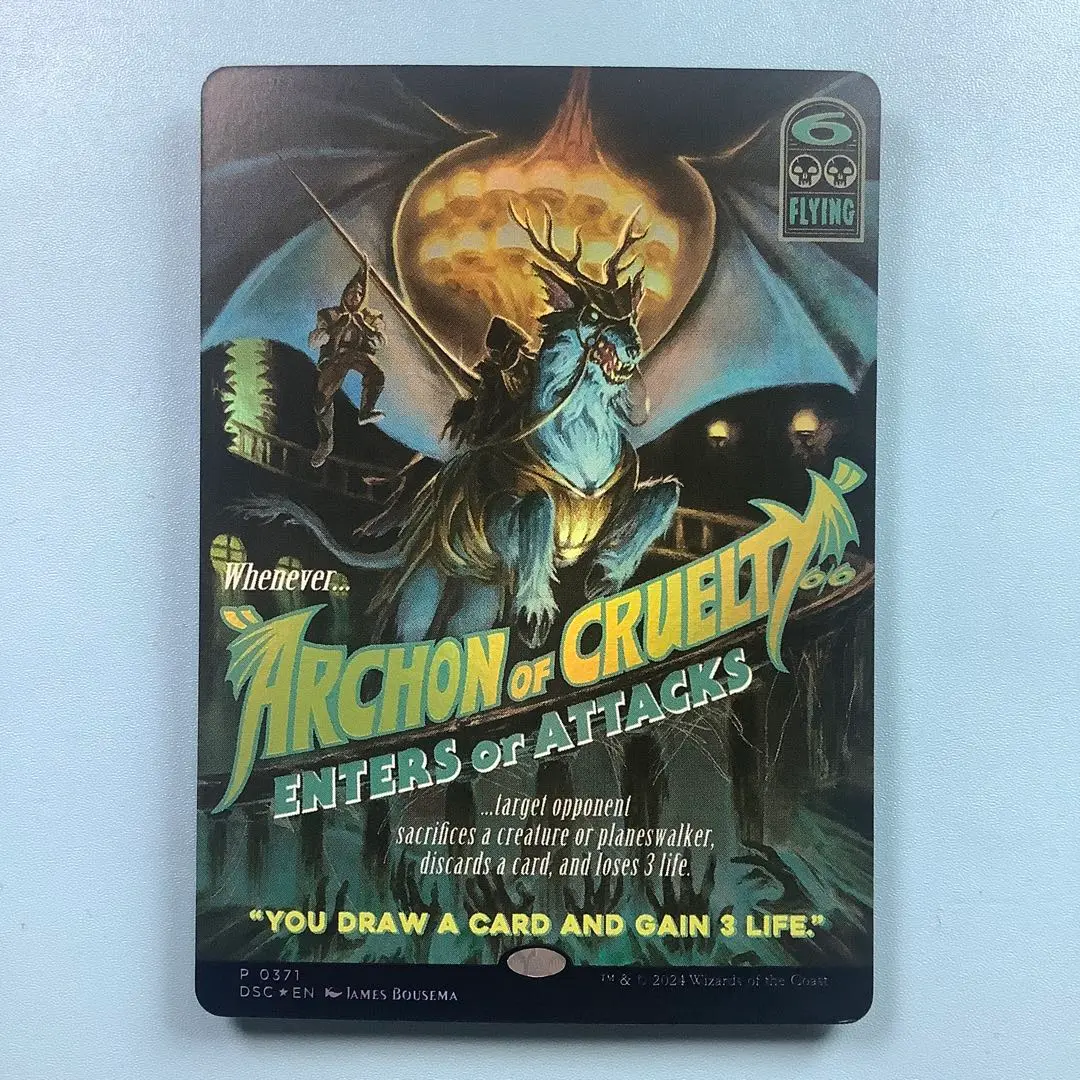 6
FLYING
Whenever...
"ARCHON OF CRUELTY...
ENTERS or ATTACKS
...target opponent
sacrifices a creature or planeswalker,
discards a card, and loses 3 life.
"YOU DRAW A CARD AND GAIN 3 LIFE."
P 0371
™ & © 2024 Wizards of the Coast
DSC ★ EN JAMES BOUSEMA